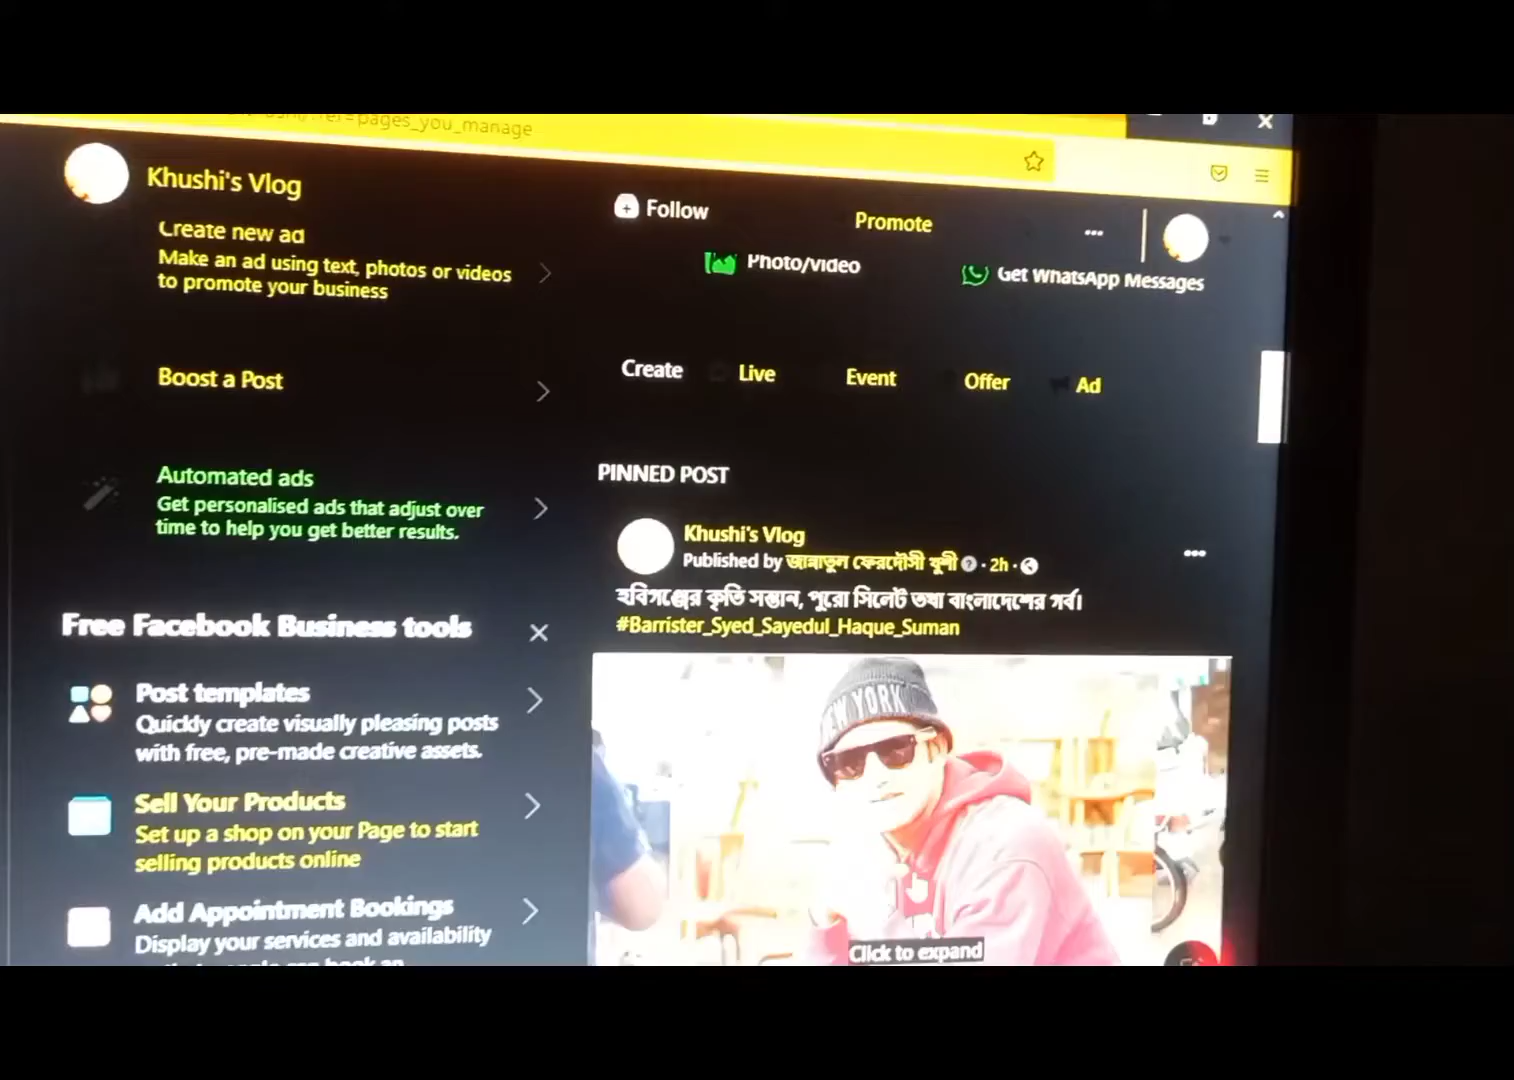 pages_you_manage
Khushi's Vlog
Follow
Promote
Create new ad
Make an ad using text, photos or videos
to promote your business
Photo/video
Get WhatsApp Messages
Boost a Post
Create
Live
Event
Offer
Ad
Automated ads
Get personalised ads that adjust over
time to help you get better results.
PINNED POST
Khushi's Vlog
Published by জান্নাতুল ফেরদৌসী খুশী · 2h ·
হবিগঞ্জের কৃতি সন্তান, পুরো সিলেট তথা বাংলাদেশের গর্ব।
#Barrister_Syed_Sayedul_Haque_Suman
Free Facebook Business tools
Post templates
Quickly create visually pleasing posts
with free, pre-made creative assets.
Sell Your Products
Set up a shop on your Page to start
selling products online
Add Appointment Bookings
Display your services and availability
NEW YORK
Click to expand